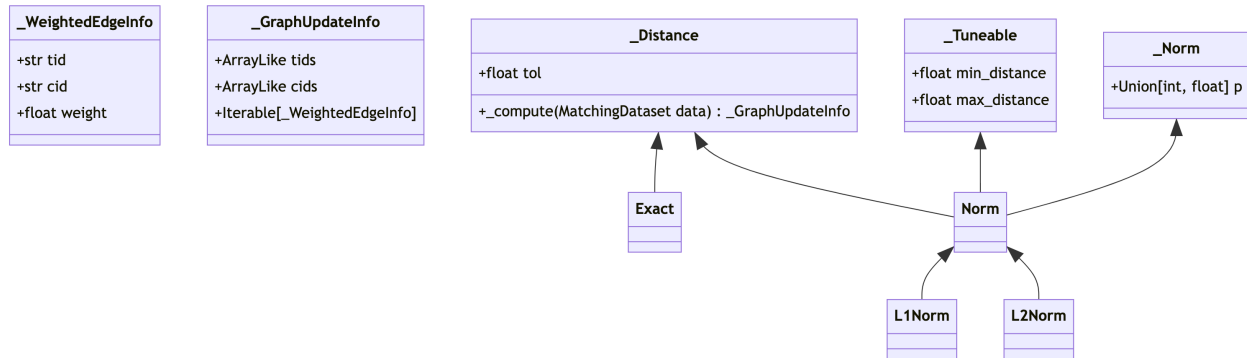 _WeightedEdgeInfo
+str tid
+str cid
+float weight
_GraphUpdateInfo
+ArrayLike tids
+ArrayLike cids
+Iterable[_WeightedEdgeInfo]
_Distance
+float tol
+_compute(MatchingDataset data) : _GraphUpdateInfo
_Tuneable
+float min_distance
+float max_distance
_Norm
+Union[int, float] p
Exact
Norm
L1Norm
L2Norm